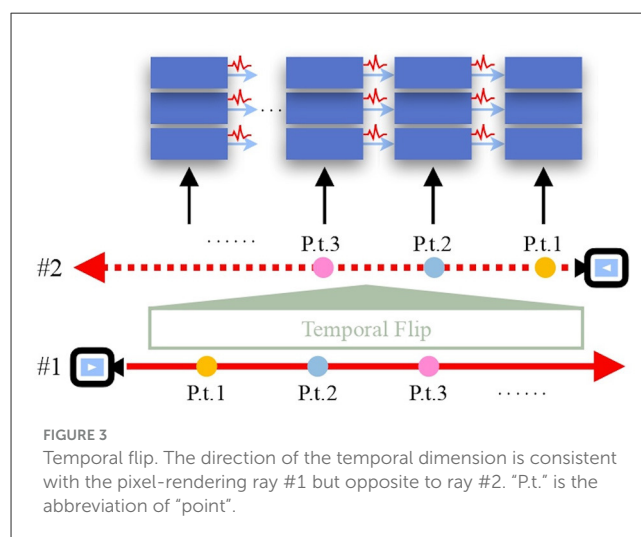 ......
......
P.t.3
P.t.2
P.t.1
#2
Temporal Flip
#1
P.t.1
P.t.2
P.t.3
......
FIGURE 3
Temporal flip. The direction of the temporal dimension is consistent
with the pixel-rendering ray #1 but opposite to ray #2. “P.t.” is the
abbreviation of “point”.